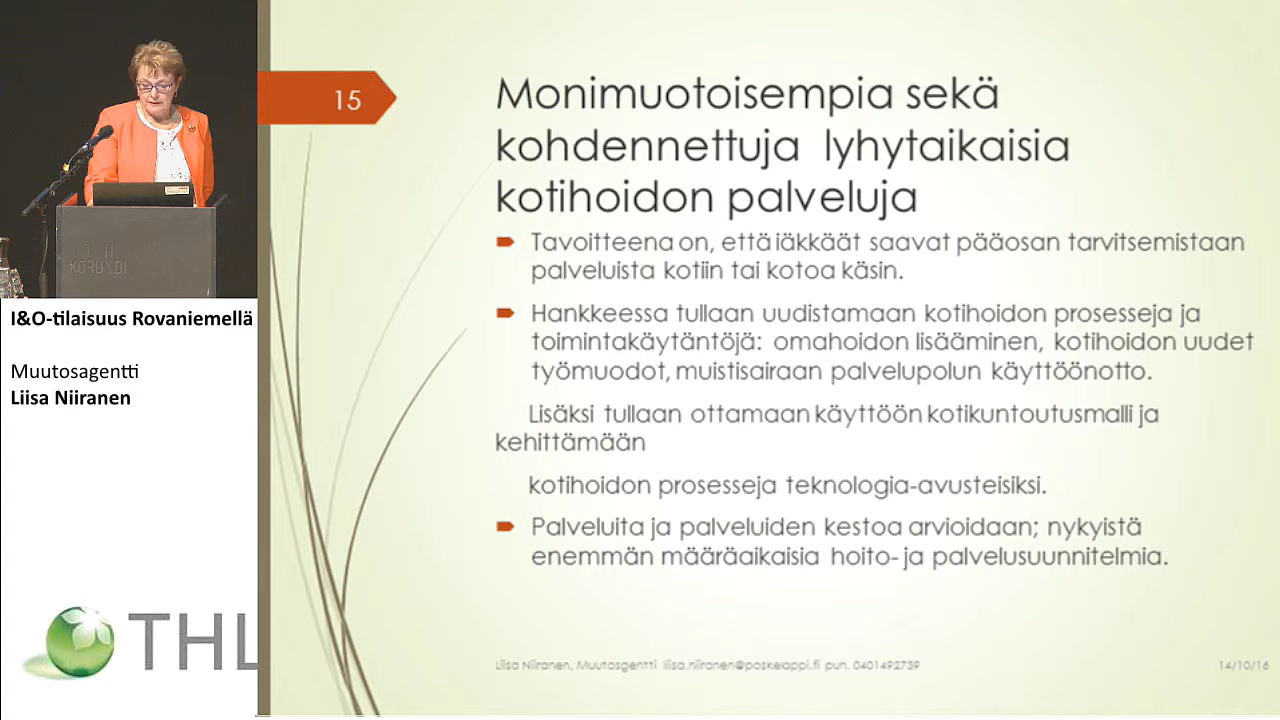 KORUNDI
I&O-tilaisuus Rovaniemellä
Muutosagentti
Liisa Niiranen
THL
15
Monimuotoisempia sekä
kohdennettuja lyhytaikaisia
kotihoidon palveluja
Tavoitteena on, että iäkkäät saavat pääosan tarvitsemistaan
palveluista kotiin tai kotoa käsin.
Hankkeessa tullaan uudistamaan kotihoidon prosesseja ja
toimintakäytäntöjä: omahoidon lisääminen, kotihoidon uudet
työmuodot, muistisairaan palvelupolun käyttöönotto.
Lisäksi tullaan ottamaan käyttöön kotikuntoutusmalli ja
kehittämään
kotihoidon prosesseja teknologia-avusteisiksi.
Palveluita ja palveluiden kestoa arvioidaan; nykyistä
enemmän määräaikaisia hoito- ja palvelusuunnitelmia.
Liisa Niiranen, Muutosgentti liisa.niiranen@poskelappi.fi pun. 0401492739
14/10/16